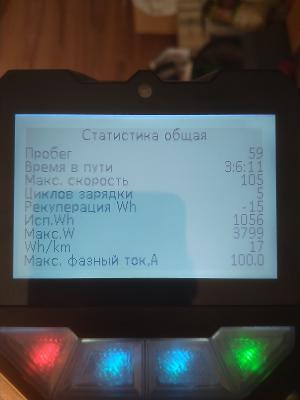 Статистика общая
Пробег 59
Время в пути 3:6:11
Макс. скорость 105
Циклов зарядки 5
Рекуперация Wh -15
Исп.Wh 1056
Макс.W 3799
Wh/km 17
Макс. фазный ток,A 100.0